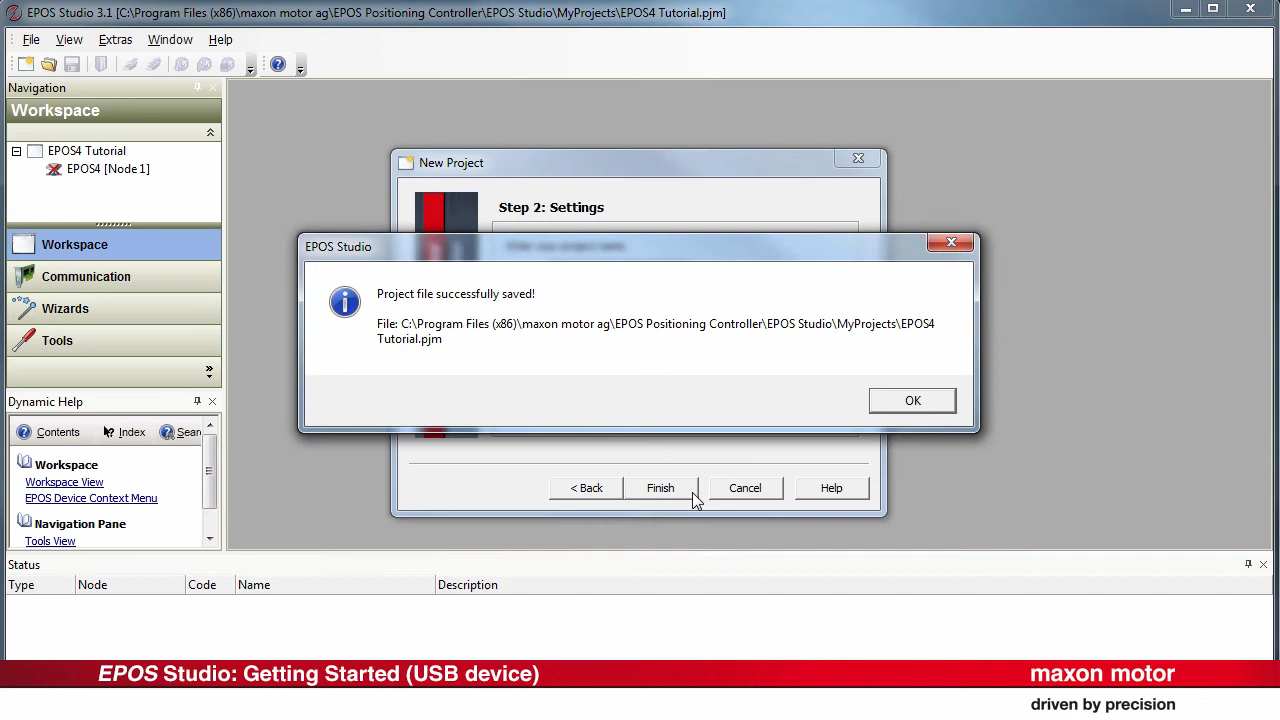 EPOS Studio 3.1 [C:\Program Files (x86)\maxon motor ag\EPOS Positioning Controller\EPOS Studio\MyProjects\EPOS4 Tutorial.pjm]
File View Extras Window Help
Navigation
Workspace
EPOS4 Tutorial
EPOS4 [Node 1]
Workspace
Communication
Wizards
Tools
Dynamic Help
Contents Index Sear
Workspace
Workspace View
EPOS Device Context Menu
Navigation Pane
Tools View
New Project
Step 2: Settings
Enter your project name
EPOS Studio
Project file successfully saved!
File: C:\Program Files (x86)\maxon motor ag\EPOS Positioning Controller\EPOS Studio\MyProjects\EPOS4
Tutorial.pjm
OK
< Back Finish Cancel Help
Status
Type Node Code Name Description
EPOS Studio: Getting Started (USB device)
maxon motor
driven by precision